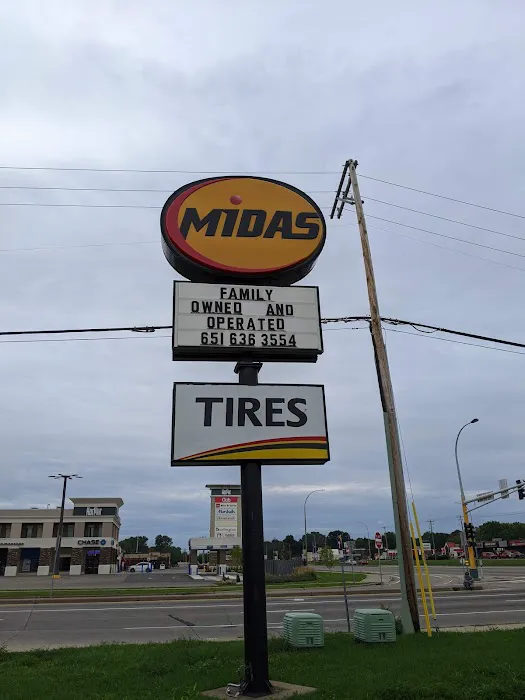 MIDAS
FAMILY
OWNED AND
OPERATED
651 636 3554
TIRES
CHASE